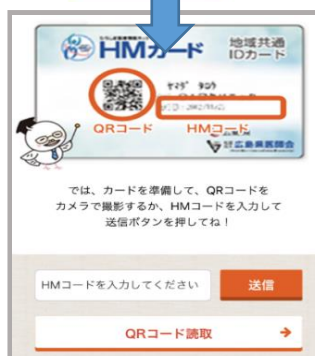 HMカード
地域共通
IDカード
ヤマダ タロウ
QRコード
HMコード
広島県医師会
では、カードを準備して、QRコードを
カメラで撮影するか、HMコードを入力して
送信ボタンを押してね！
HMコードを入力してください
送信
QRコード読取